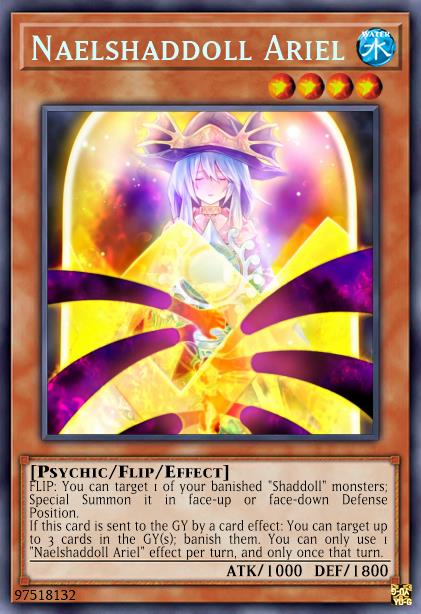 NAELSHADDOLL ARIEL
WATER
水
[PSYCHIC/FLIP/EFFECT]
FLIP: You can target 1 of your banished "Shaddoll" monsters;
Special Summon it in face-up or face-down Defense
Position.
If this card is sent to the GY by a card effect: You can target up
to 3 cards in the GY(s); banish them. You can only use 1
"Naelshaddoll Ariel" effect per turn, and only once that turn.
ATK/1000 DEF/1800
97518132